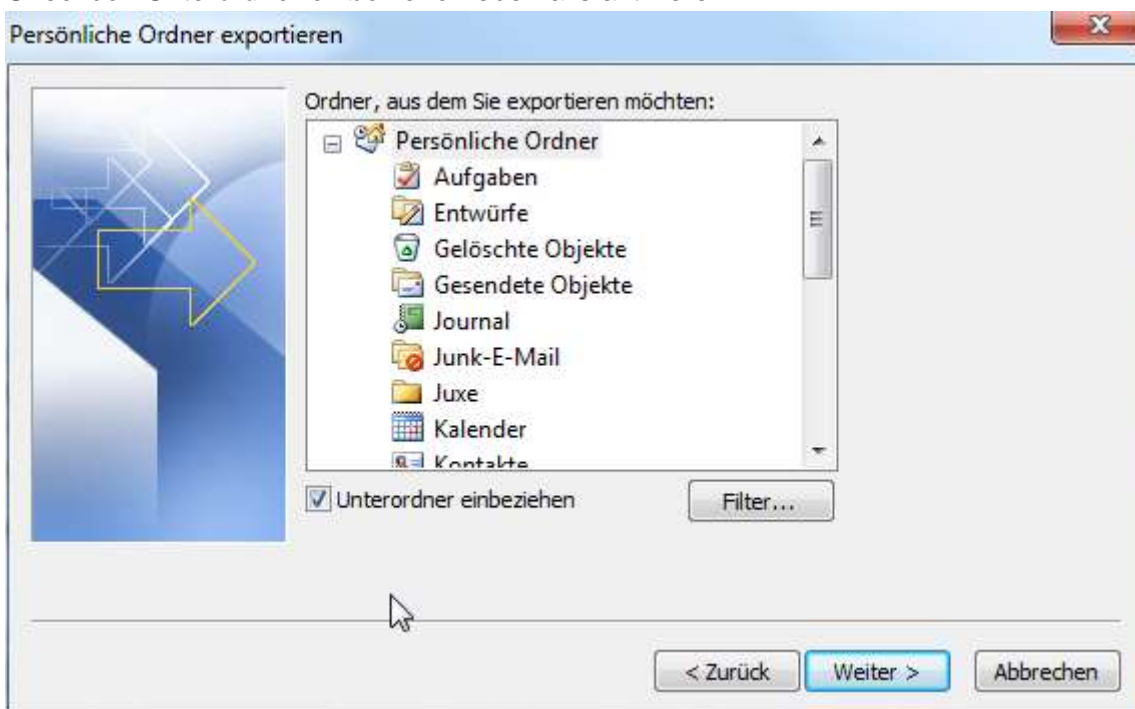 Persönliche Ordner exportieren
Ordner, aus dem Sie exportieren möchten:
Persönliche Ordner
Aufgaben
Entwürfe
Gelöschte Objekte
Gesendete Objekte
Journal
Junk-E-Mail
Juxe
Kalender
Kontakte
Unterordner einbeziehen
Filter...
< Zurück
Weiter >
Abbrechen